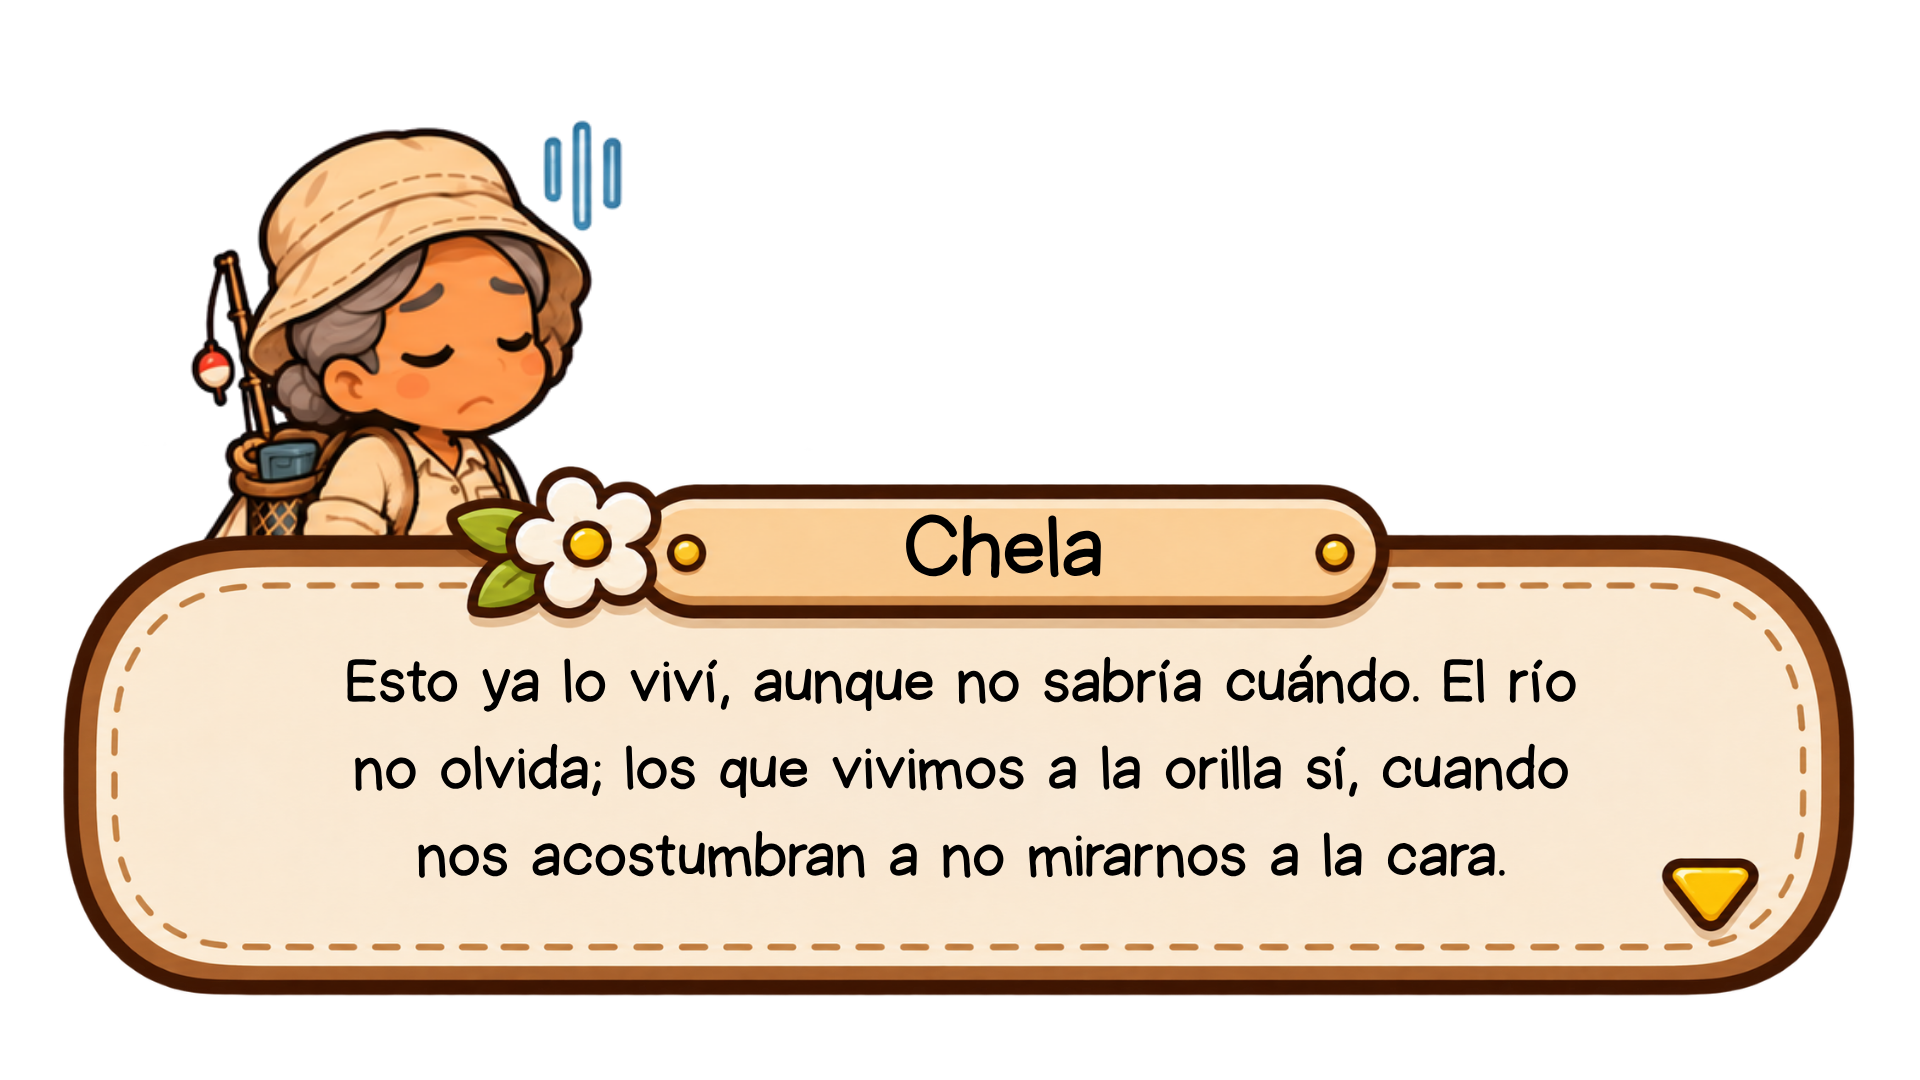 Chela
Esto ya lo viví, aunque no sabría cuándo. El río
no olvida; los que vivimos a la orilla sí, cuando
nos acostumbran a no mirarnos a la cara.